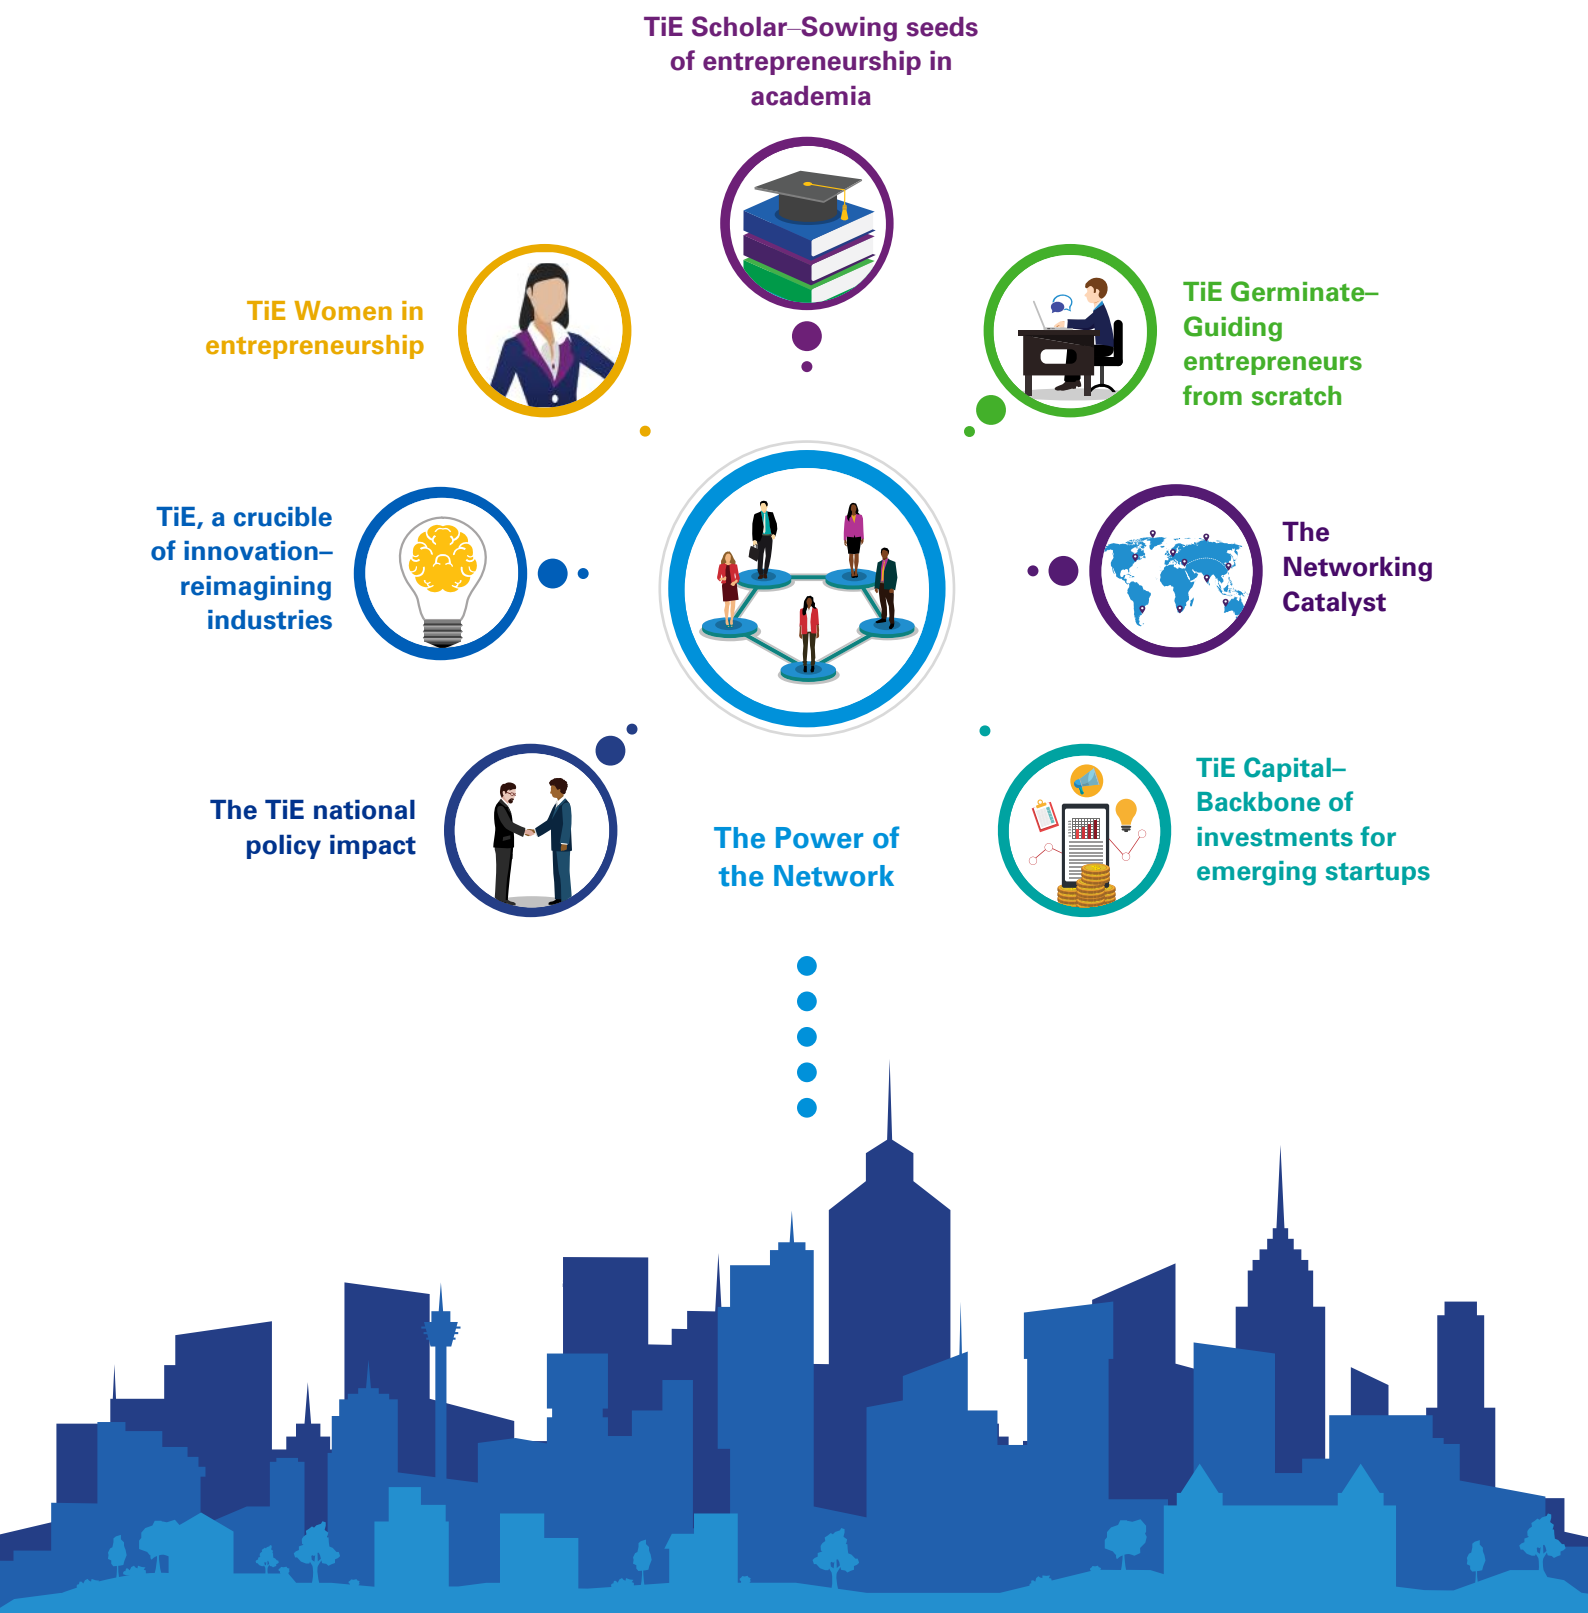 TiE Scholar–Sowing seeds
of entrepreneurship in
academia
TiE Women in
entrepreneurship
TiE Germinate–
Guiding
entrepreneurs
from scratch
TiE, a crucible
of innovation–
reimagining
industries
The
Networking
Catalyst
The TiE national
policy impact
The Power of
the Network
TiE Capital–
Backbone of
investments for
emerging startups